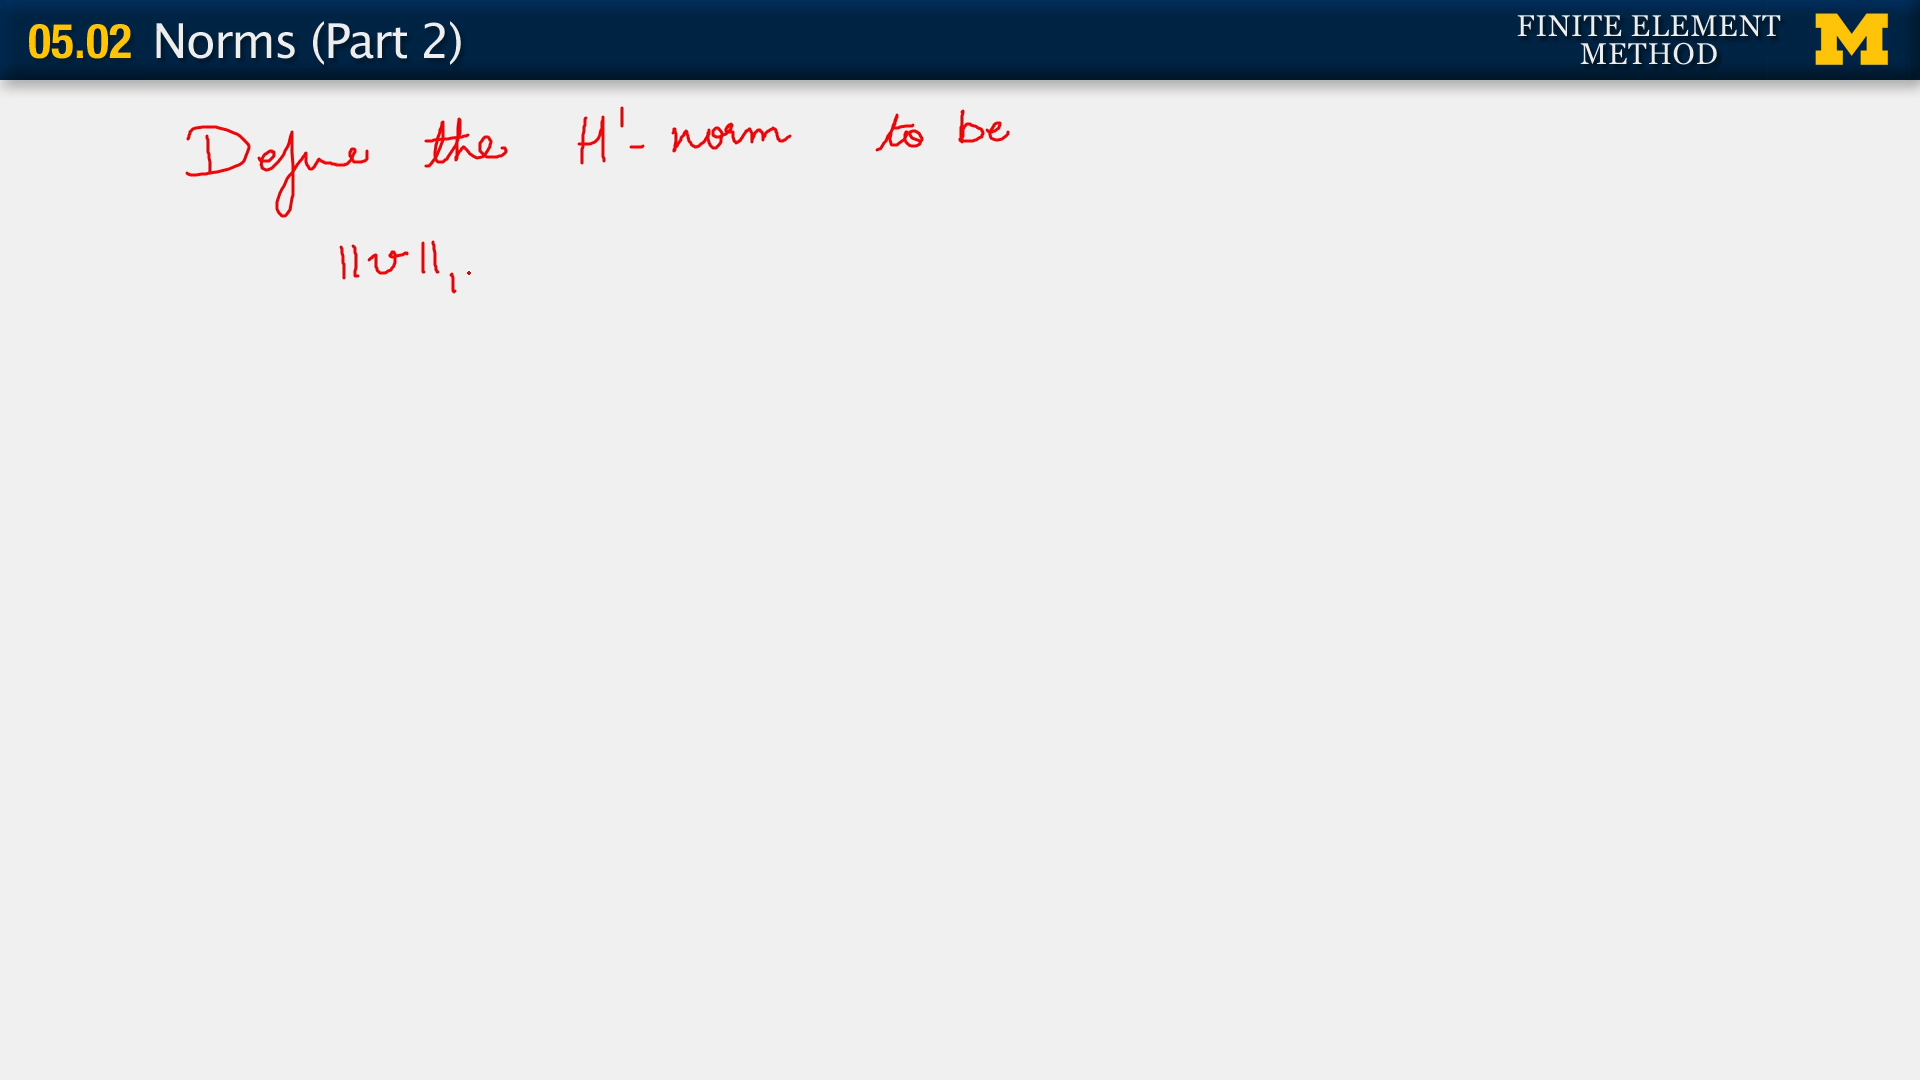 05.02 Norms (Part 2)
FINITE ELEMENT
METHOD
M
Define the H¹- norm to be
||v||₁.